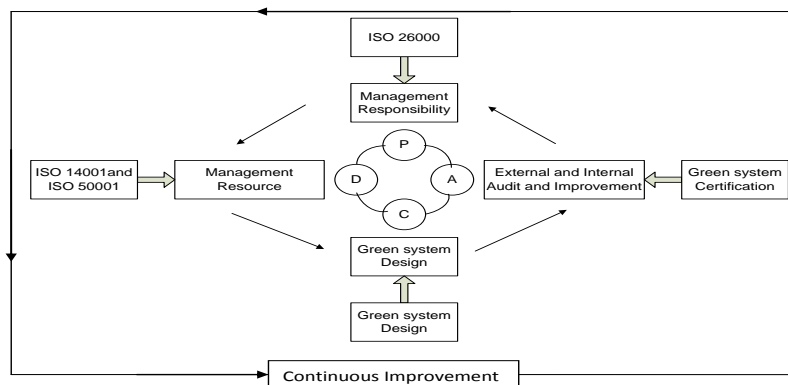 ISO 26000
Management
Responsibility
P
ISO 14001and
ISO 50001
Management
Resource
D
A
External and Internal
Audit and Improvement
Green system
Certification
C
Green system
Design
Green system
Design
Continuous Improvement